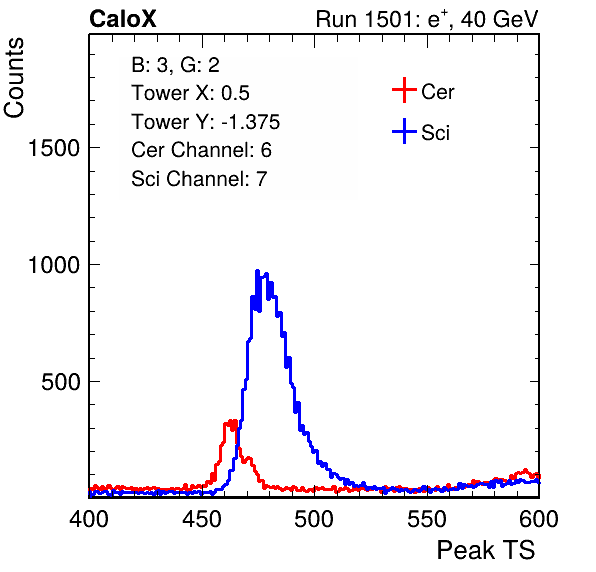 CaloX Run 1501: e+, 40 GeV
Counts
B: 3, G: 2
Tower X: 0.5
Tower Y: -1.375
Cer Channel: 6
Sci Channel: 7
Cer
Sci
1500
1000
500
400 450 500 550 600
Peak TS